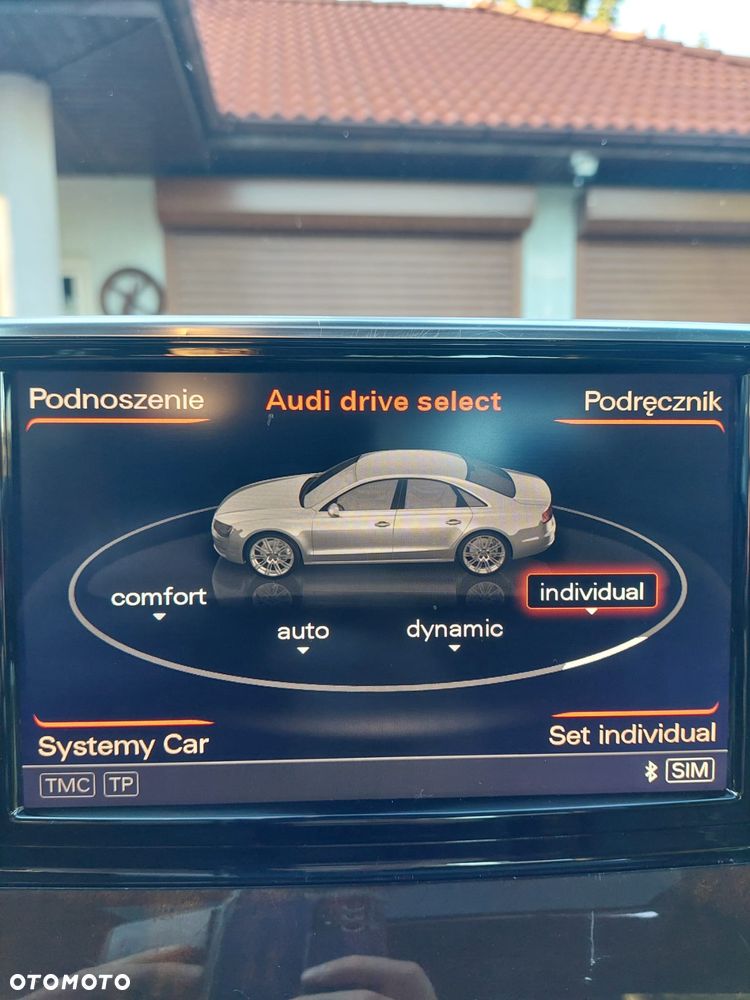 Podnoszenie
Audi drive select
Podręcznik
comfort
auto
dynamic
individual
Systemy Car
Set individual
TMC TP
SIM
OTOMOTO